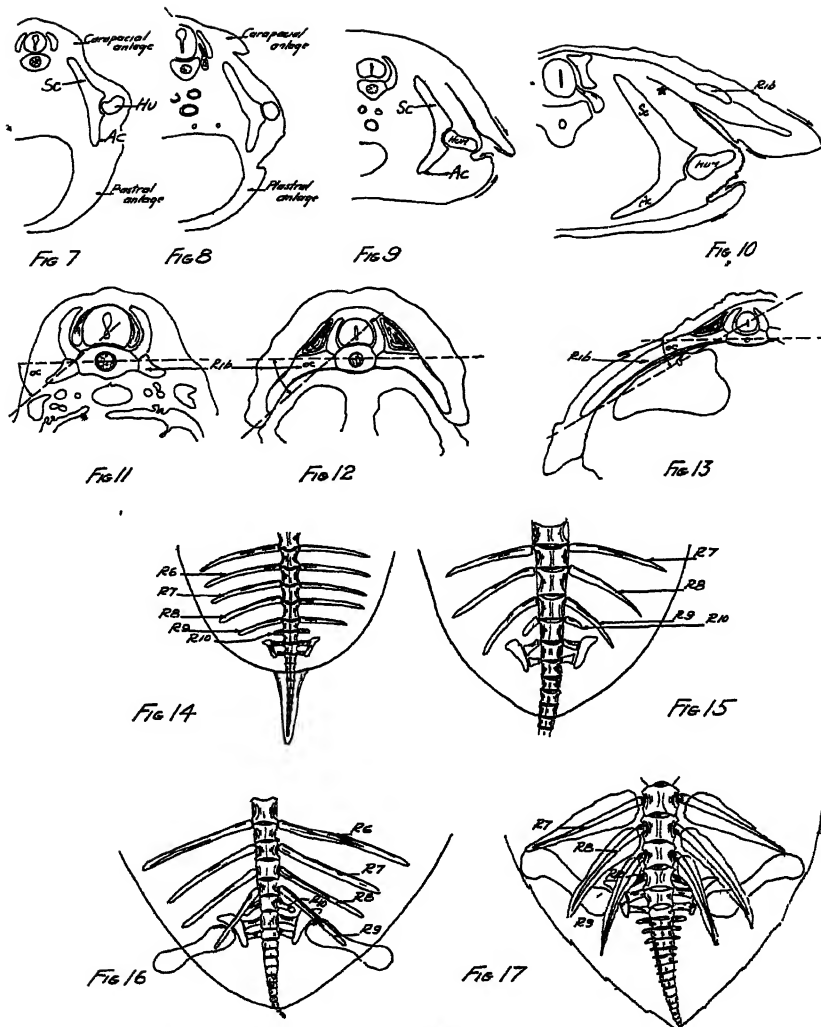 Carapacial
anlage
Sc
Hu
Ac
Plastral
anlage
FIG 7
Carapacial
anlage
Plastral
anlage
FIG 8
Sc
Hum
Ac
FIG 9
Rib
Sc
Hum
FIG 10
α
FIG 11
Rib
α
FIG 12
Rib
α
FIG 13
R6
R7
R8
R9
R10
FIG 14
R7
R8
R9
R10
FIG 15
R6
R7
R8
R10
R9
FIG 16
R7
R8
R9
FIG 17